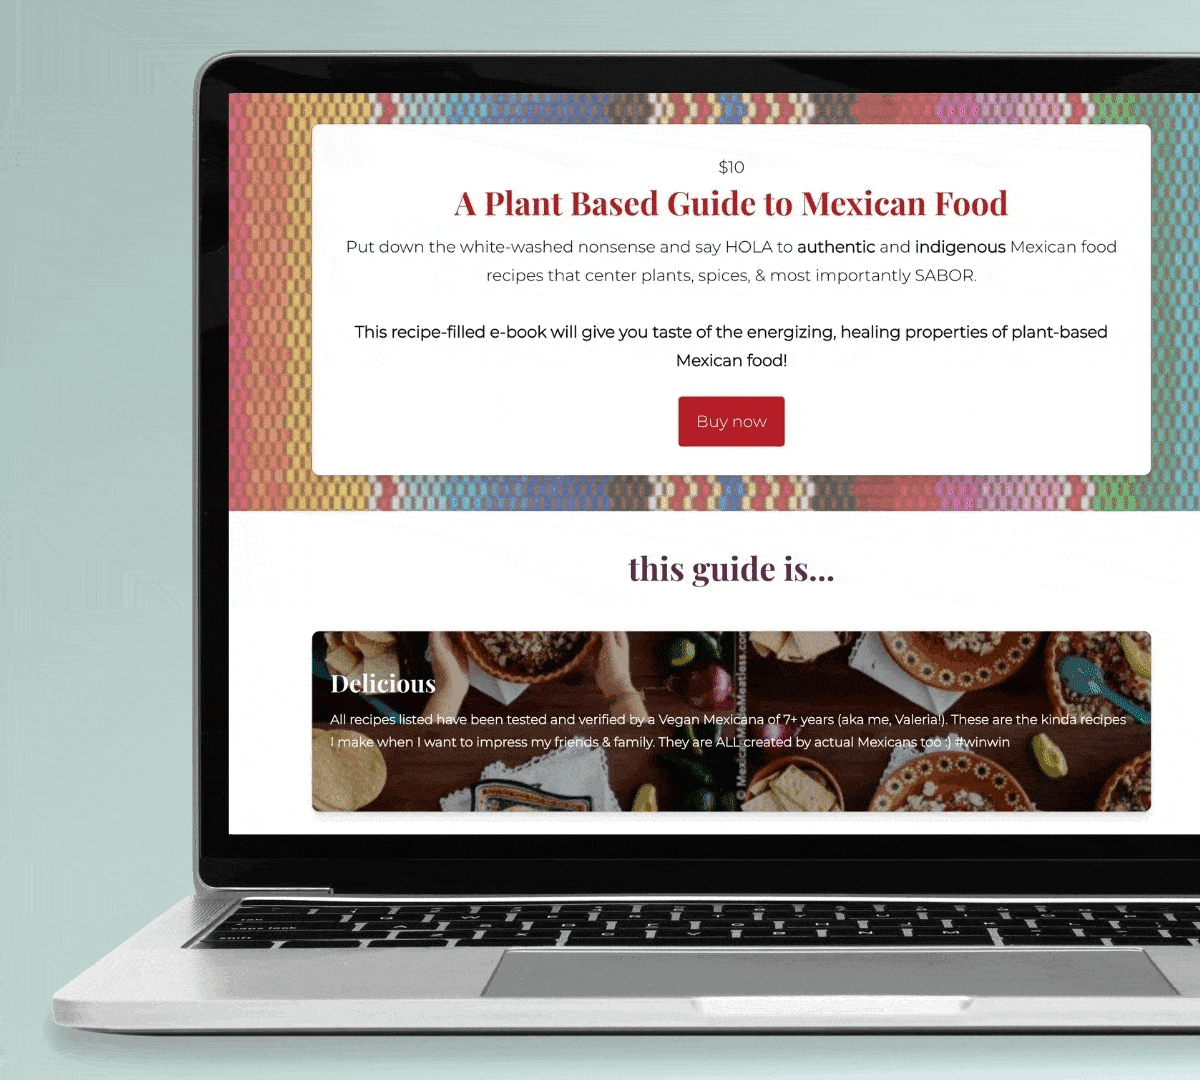 $10
A Plant Based Guide to Mexican Food
Put down the white-washed nonsense and say HOLA to authentic and indigenous Mexican food
recipes that center plants, spices, & most importantly SABOR.
This recipe-filled e-book will give you taste of the energizing, healing properties of plant-based
Mexican food!
Buy now
this guide is...
Delicious
All recipes listed have been tested and verified by a Vegan Mexicana of 7+ years (aka me, Valeria!). These are the kinda recipes
I make when I want to impress my friends & family. They are ALL created by actual Mexicans too :) #winwin
caps lock
shift